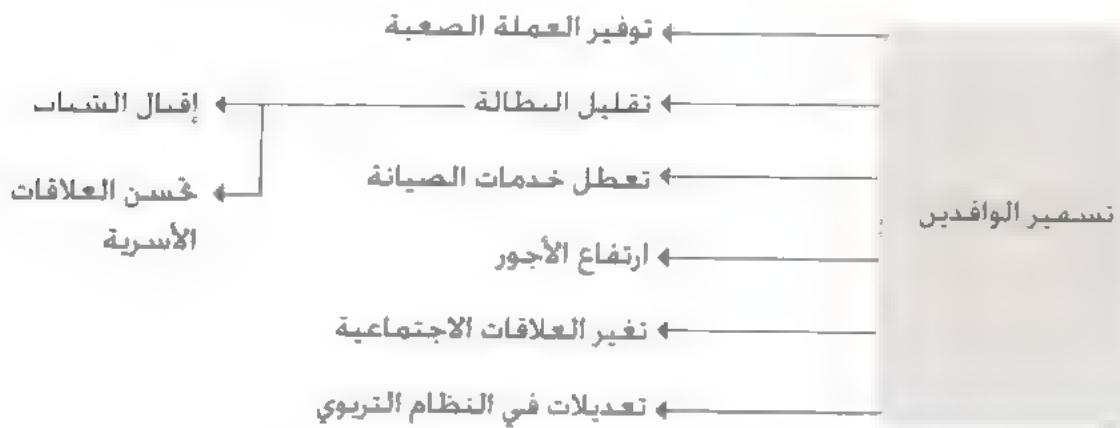 تسفير الوافدين
توفير العملة الصعبة
تقليل البطالة
إقبال الشباب
تحسن العلاقات
الأسرية
تعطل خدمات الصيانة
ارتفاع الأجور
تغير العلاقات الاجتماعية
تعديلات في النظام التربوي